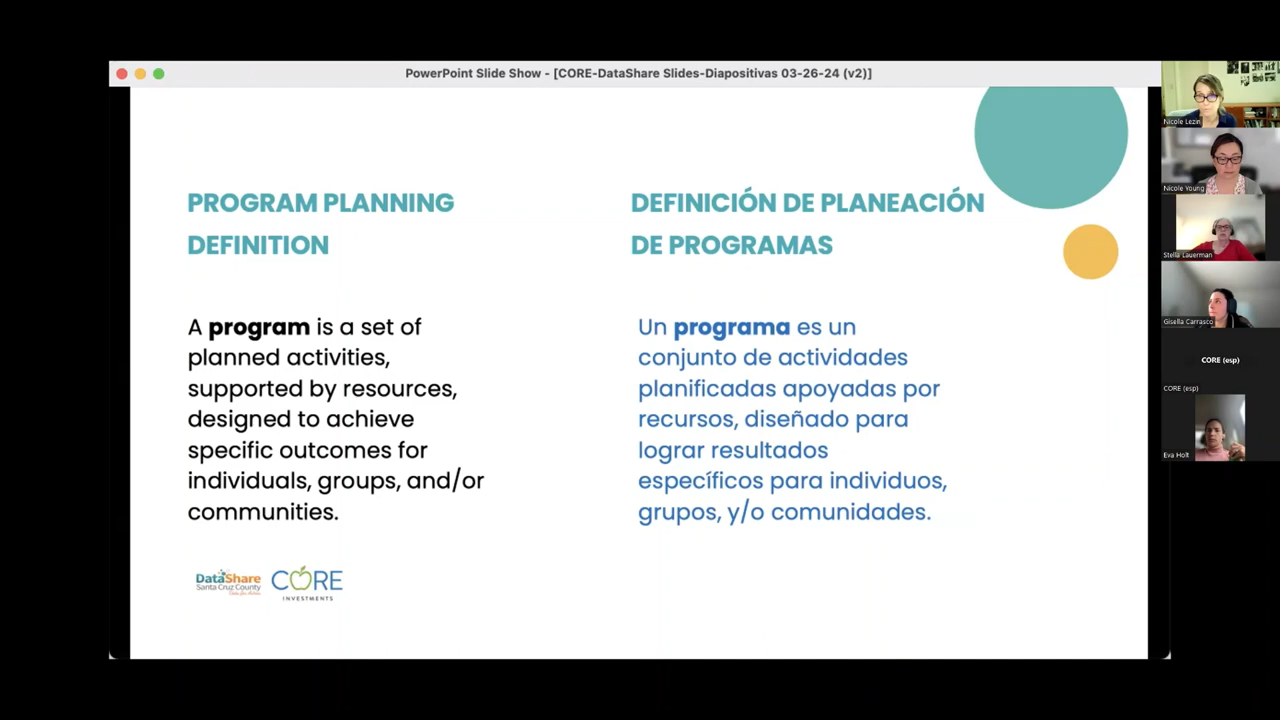 PowerPoint Slide Show - [CORE-DataShare Slides-Diapositivas 03-26-24 (v2)]
PROGRAM PLANNING
DEFINITION
A program is a set of
planned activities,
supported by resources,
designed to achieve
specific outcomes for
individuals, groups, and/or
communities.
DEFINICIÓN DE PLANEACIÓN
DE PROGRAMAS
Un programa es un
conjunto de actividades
planificadas apoyadas por
recursos, diseñado para
lograr resultados
específicos para individuos,
grupos, y/o comunidades.
DataShare
Santa Cruz County
CORE
INVESTMENTS
Nicole Lezin
Nicole Young
Stella Lauerman
Gisella Carrasco
CORE (esp)
CORE (esp)
Eva Holt